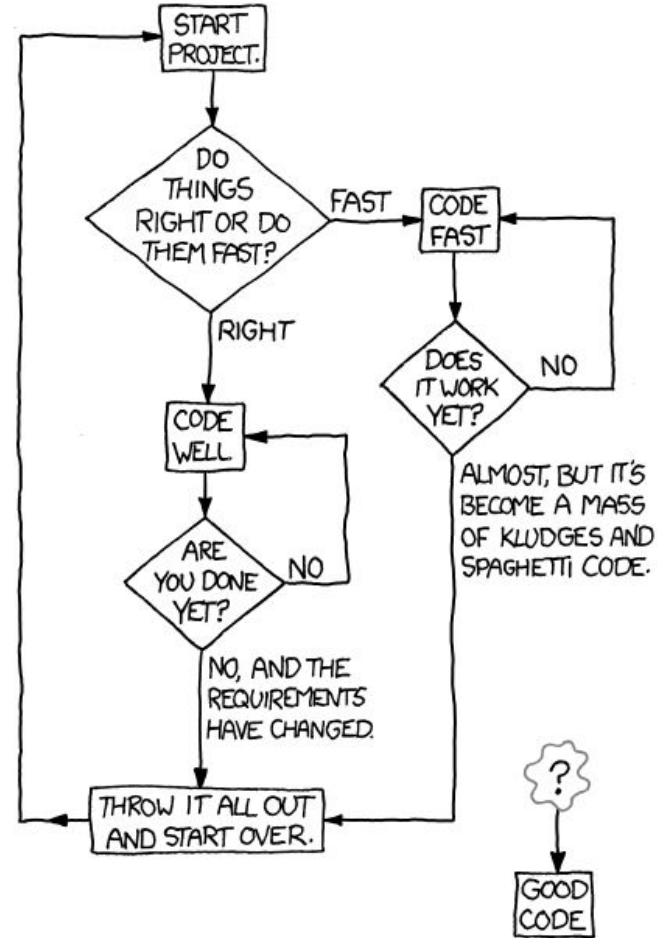 START
PROJECT.
DO
THINGS
RIGHT OR DO
THEM FAST?
FAST
CODE
FAST
RIGHT
DOES
IT WORK
YET?
NO
CODE
WELL
ALMOST, BUT IT'S
BECOME A MASS
OF KLUDGES AND
SPAGHETTI CODE.
ARE
YOU DONE
YET?
NO
NO, AND THE
REQUIREMENTS
HAVE CHANGED.
THROW IT ALL OUT
AND START OVER.
?
GOOD
CODE